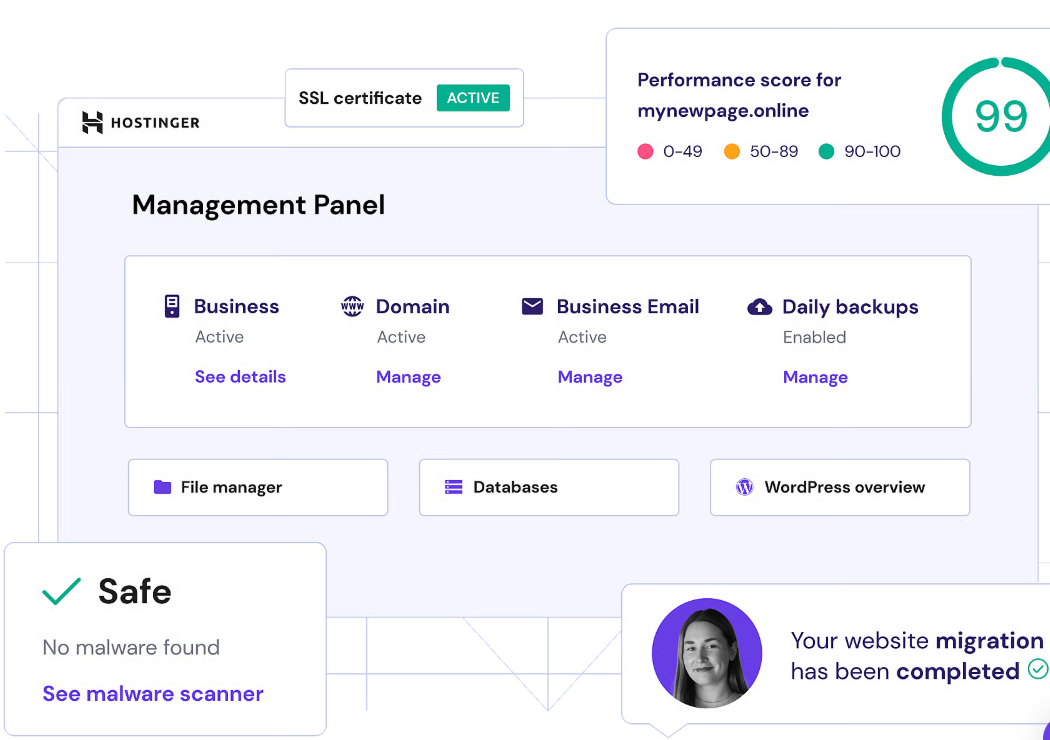 SSL certificate ACTIVE
HOSTINGER
Performance score for
mynewpage.online
0-49 50-89 90-100
99
Management Panel
www
Business Domain Business Email Daily backups
Active Active Active Enabled
See details Manage Manage Manage
File manager Databases WordPress overview
Safe
No malware found
See malware scanner
Your website migration
has been completed